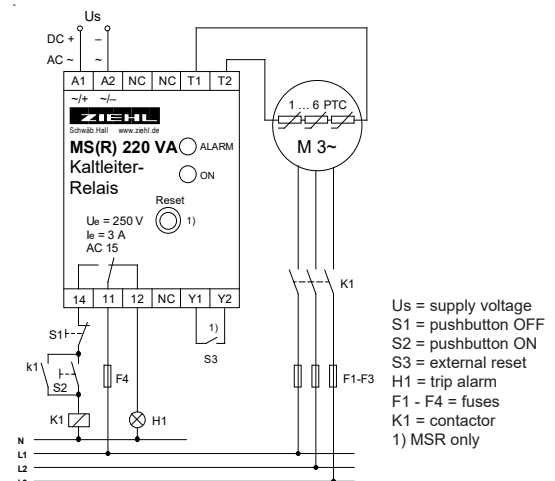 Us
DC + –
AC ~ ~
A1 A2 NC NC T1 T2
~/+ ~/–
ZIEHL
Schwäb.Hall www.ziehl.de
MS(R) 220 VA ALARM
Kaltleiter-
Relais
ON
Reset
1)
Ue = 250 V
Ie = 3 A
AC 15
14 11 12 NC Y1 Y2
1 ... 6 PTC
M 3~
K1
S1
1)
S3
k1
S2
F4
F1-F3
K1
H1
N
L1
L2
L3
Us = supply voltage
S1 = pushbutton OFF
S2 = pushbutton ON
S3 = external reset
H1 = trip alarm
F1 - F4 = fuses
K1 = contactor
1) MSR only